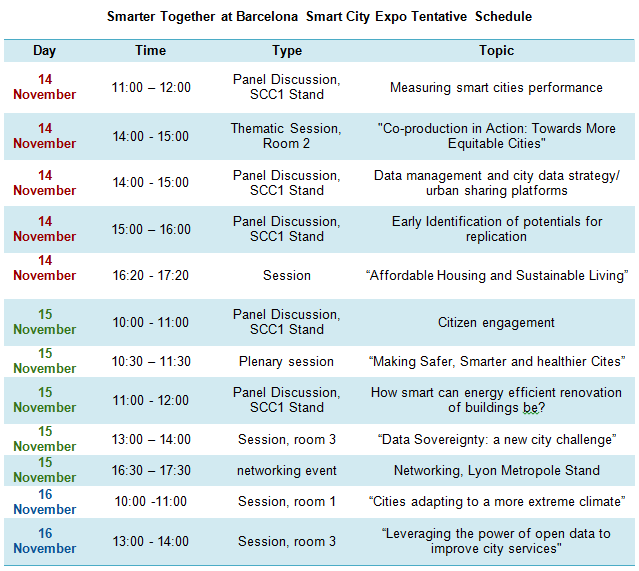 Smarter Together at Barcelona Smart City Expo Tentative Schedule
Day Time Type Topic
14 November 11:00 – 12:00 Panel Discussion, SCC1 Stand Measuring smart cities performance
14 November 14:00 - 15:00 Thematic Session, Room 2 "Co-production in Action: Towards More Equitable Cities"
14 November 14:00 - 15:00 Panel Discussion, SCC1 Stand Data management and city data strategy/ urban sharing platforms
14 November 15:00 – 16:00 Panel Discussion, SCC1 Stand Early Identification of potentials for replication
14 November 16:20 - 17:20 Session “Affordable Housing and Sustainable Living”
15 November 10:00 - 11:00 Panel Discussion, SCC1 Stand Citizen engagement
15 November 10:30 – 11:30 Plenary session “Making Safer, Smarter and healthier Cites”
15 November 11:00 - 12:00 Panel Discussion, SCC1 Stand How smart can energy efficient renovation of buildings be?
15 November 13:00 – 14:00 Session, room 3 “Data Sovereignty: a new city challenge”
15 November 16:30 – 17:30 networking event Networking, Lyon Metropole Stand
16 November 10:00 -11:00 Session, room 1 “Cities adapting to a more extreme climate”
16 November 13:00 - 14:00 Session, room 3 “Leveraging the power of open data to improve city services"